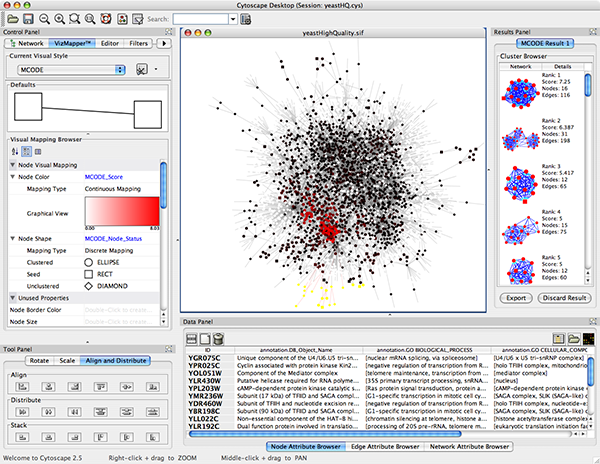 Cytoscape Desktop (Session: yeastHQ.cys)
Search:
Control Panel
Network VizMapper™ Editor Filters
Current Visual Style
MCODE
Defaults
Visual Mapping Browser
Node Visual Mapping
Node Color MCODE_Score
Mapping Type Continuous Mapping
Graphical View
0.00 8.03
Node Shape MCODE_Node_Status
Mapping Type Discrete Mapping
Clustered ELLIPSE
Seed RECT
Unclustered DIAMOND
Unused Properties
Node Border Color Double-Click to create...
Node Size Double-Click to create...
Tool Panel
Rotate Scale Align and Distribute
Align
Distribute
Stack
yeastHighQuality.sif
Results Panel
MCODE Result 1
Cluster Browser
Network Details
Rank: 1
Score: 7.25
Nodes: 16
Edges: 116
Rank: 2
Score: 6.387
Nodes: 31
Edges: 198
Rank: 3
Score: 5.417
Nodes: 12
Edges: 65
Rank: 4
Score: 5
Nodes: 15
Edges: 75
Rank: 5
Score: 5
Nodes: 12
Edges: 60
Export Discard Result
Data Panel
ID annotation.DB_Object_Name annotation.GO BIOLOGICAL_PROCESS annotation.GO CELLULAR_COMPO
YGR075C Unique component of the U4/U6 U5 tri-sn... [nuclear mRNA splicing, via spliceosome] [U4/U6 x U5 tri-snRNP complex]
YPR025C Cyclin associated with protein kinase Kin2... [negative regulation of transcription from R... [holo TFIIH complex, mitochondrio
YOL051W Component of the Mediator complex [telomere maintenance, transcription from ... [mediator complex]
YLR430W Putative helicase required for RNA polyme... [35S primary transcript processing, snRNA... [nucleus]
YPL203W cAMP-dependent protein kinase catalytic s... [Ras protein signal transduction, protein a... [cAMP-dependent protein kinase c
YMR236W Subunit (17 kDa) of TFIID and SAGA compl... [G1-specific transcription in mitotic cy... [SAGA complex, SLIK (SAGA-like)
YDR460W Subunit of TFIIH and nucleotide excision re... [negative regulation of transcription from R... [holo TFIIH complex, nucleotide-e
YBR198C Subunit (90 kDa) of TFIID and SAGA compl... [G1-specific transcription in mitotic cy... [SAGA complex, SLIK (SAGA-like)
YLL022C Non-essential component of the HAT-B hi... [chromatin silencing at telomere, histone a... [histone acetyltransferase comple
YLR192C Dual function protein involved in translatio... [processing of 20S pre-rRNA, telomere m... [eukaryotic translation initiation fa
Node Attribute Browser Edge Attribute Browser Network Attribute Browser
Welcome to Cytoscape 2.5 Right-click + drag to ZOOM Middle-click + drag to PAN